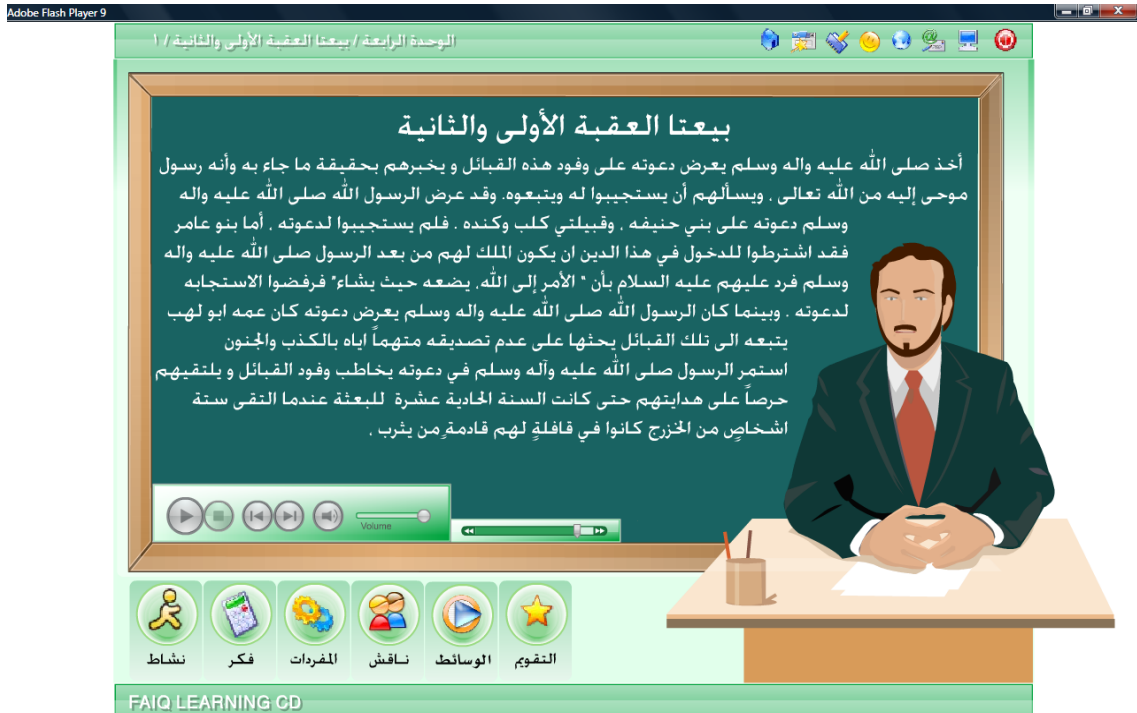 Adobe Flash Player 9
الوحدة الرابعة / بيعتا العقبة الأولى والثانية / ١
بيعتا العقبة الأولى والثانية
أخذ صلى الله عليه واله وسلم يعرض دعوته على وفود هذه القبائل و يخبرهم بحقيقة ما جاء به وأنه رسول
موحى إليه من الله تعالى . ويسألهم أن يستجيبوا له ويتبعوه. وقد عرض الرسول الله صلى الله عليه واله
وسلم دعوته على بني حنيفه . وقبيلتي كلب وكنده . فلم يستجيبوا لدعوته . أما بنو عامر
فقد اشترطوا للدخول في هذا الدين ان يكون الملك لهم من بعد الرسول صلى الله عليه واله
وسلم فرد عليهم عليه السلام بأن " الأمر إلى الله. يضعه حيث يشاء" فرفضوا الاستجابه
لدعوته . وبينما كان الرسول الله صلى الله عليه واله وسلم يعرض دعوته كان عمه ابو لهب
يتبعه الى تلك القبائل يحثها على عدم تصديقه متهماً اياه بالكذب والجنون
استمر الرسول صلى الله عليه وآله وسلم في دعوته يخاطب وفود القبائل و يلتقيهم
حرصاً على هدايتهم حتى كانت السنة الحادية عشرة للبعثة عندما التقى ستة
اشخاصٍ من الخزرج كانوا في قافلةٍ لهم قادمةٍ من يثرب .
Volume
التقويم
الوسائط
ناقش
المفردات
فكر
نشاط
FAIQ LEARNING CD